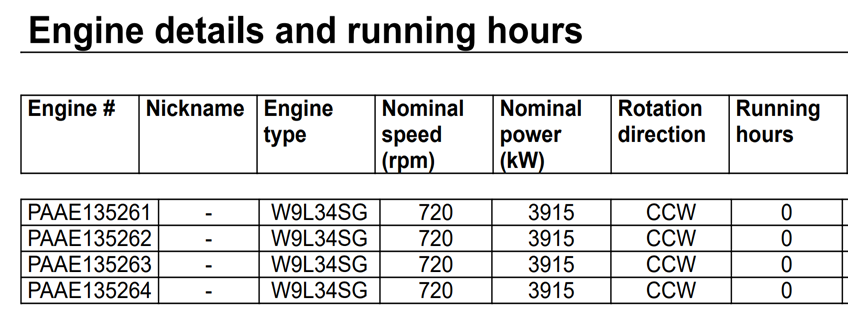 Engine details and running hours
Engine # Nickname Engine type Nominal speed (rpm) Nominal power (kW) Rotation direction Running hours
PAAE135261 - W9L34SG 720 3915 CCW 0
PAAE135262 - W9L34SG 720 3915 CCW 0
PAAE135263 - W9L34SG 720 3915 CCW 0
PAAE135264 - W9L34SG 720 3915 CCW 0